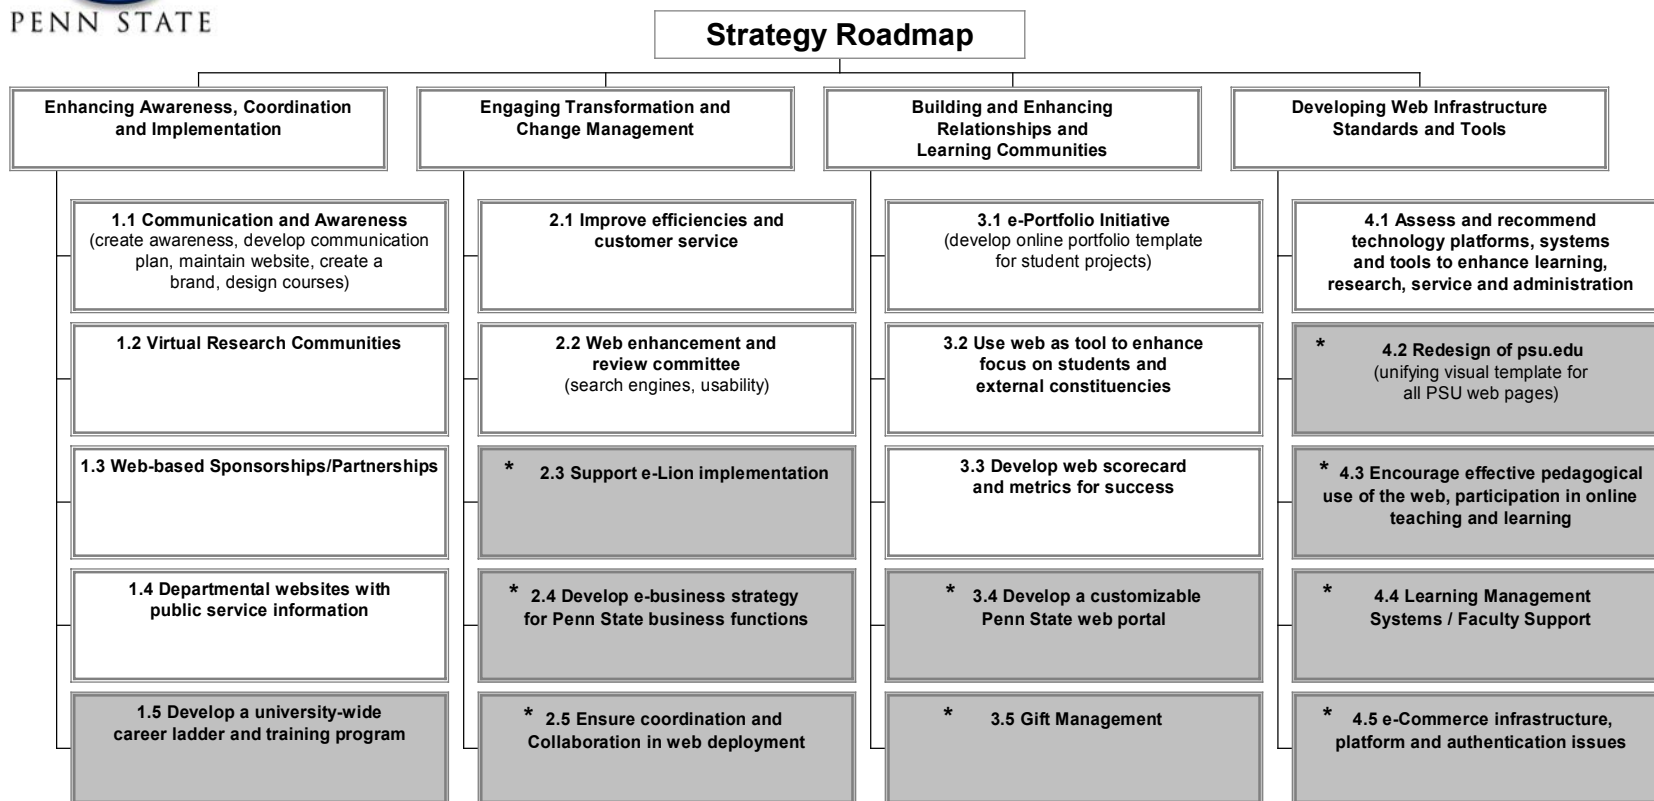 PENN STATE
Strategy Roadmap
Enhancing Awareness, Coordination
and Implementation
Engaging Transformation and
Change Management
Building and Enhancing
Relationships and
Learning Communities
Developing Web Infrastructure
Standards and Tools
1.1 Communication and Awareness
(create awareness, develop communication
plan, maintain website, create a
brand, design courses)
2.1 Improve efficiencies and
customer service
3.1 e-Portfolio Initiative
(develop online portfolio template
for student projects)
4.1 Assess and recommend
technology platforms, systems
and tools to enhance learning,
research, service and administration
1.2 Virtual Research Communities
2.2 Web enhancement and
review committee
(search engines, usability)
3.2 Use web as tool to enhance
focus on students and
external constituencies
* 4.2 Redesign of psu.edu
(unifying visual template for
all PSU web pages)
1.3 Web-based Sponsorships/Partnerships
* 2.3 Support e-Lion implementation
3.3 Develop web scorecard
and metrics for success
* 4.3 Encourage effective pedagogical
use of the web, participation in online
teaching and learning
1.4 Departmental websites with
public service information
* 2.4 Develop e-business strategy
for Penn State business functions
* 3.4 Develop a customizable
Penn State web portal
* 4.4 Learning Management
Systems / Faculty Support
1.5 Develop a university-wide
career ladder and training program
* 2.5 Ensure coordination and
Collaboration in web deployment
* 3.5 Gift Management
* 4.5 e-Commerce infrastructure,
platform and authentication issues